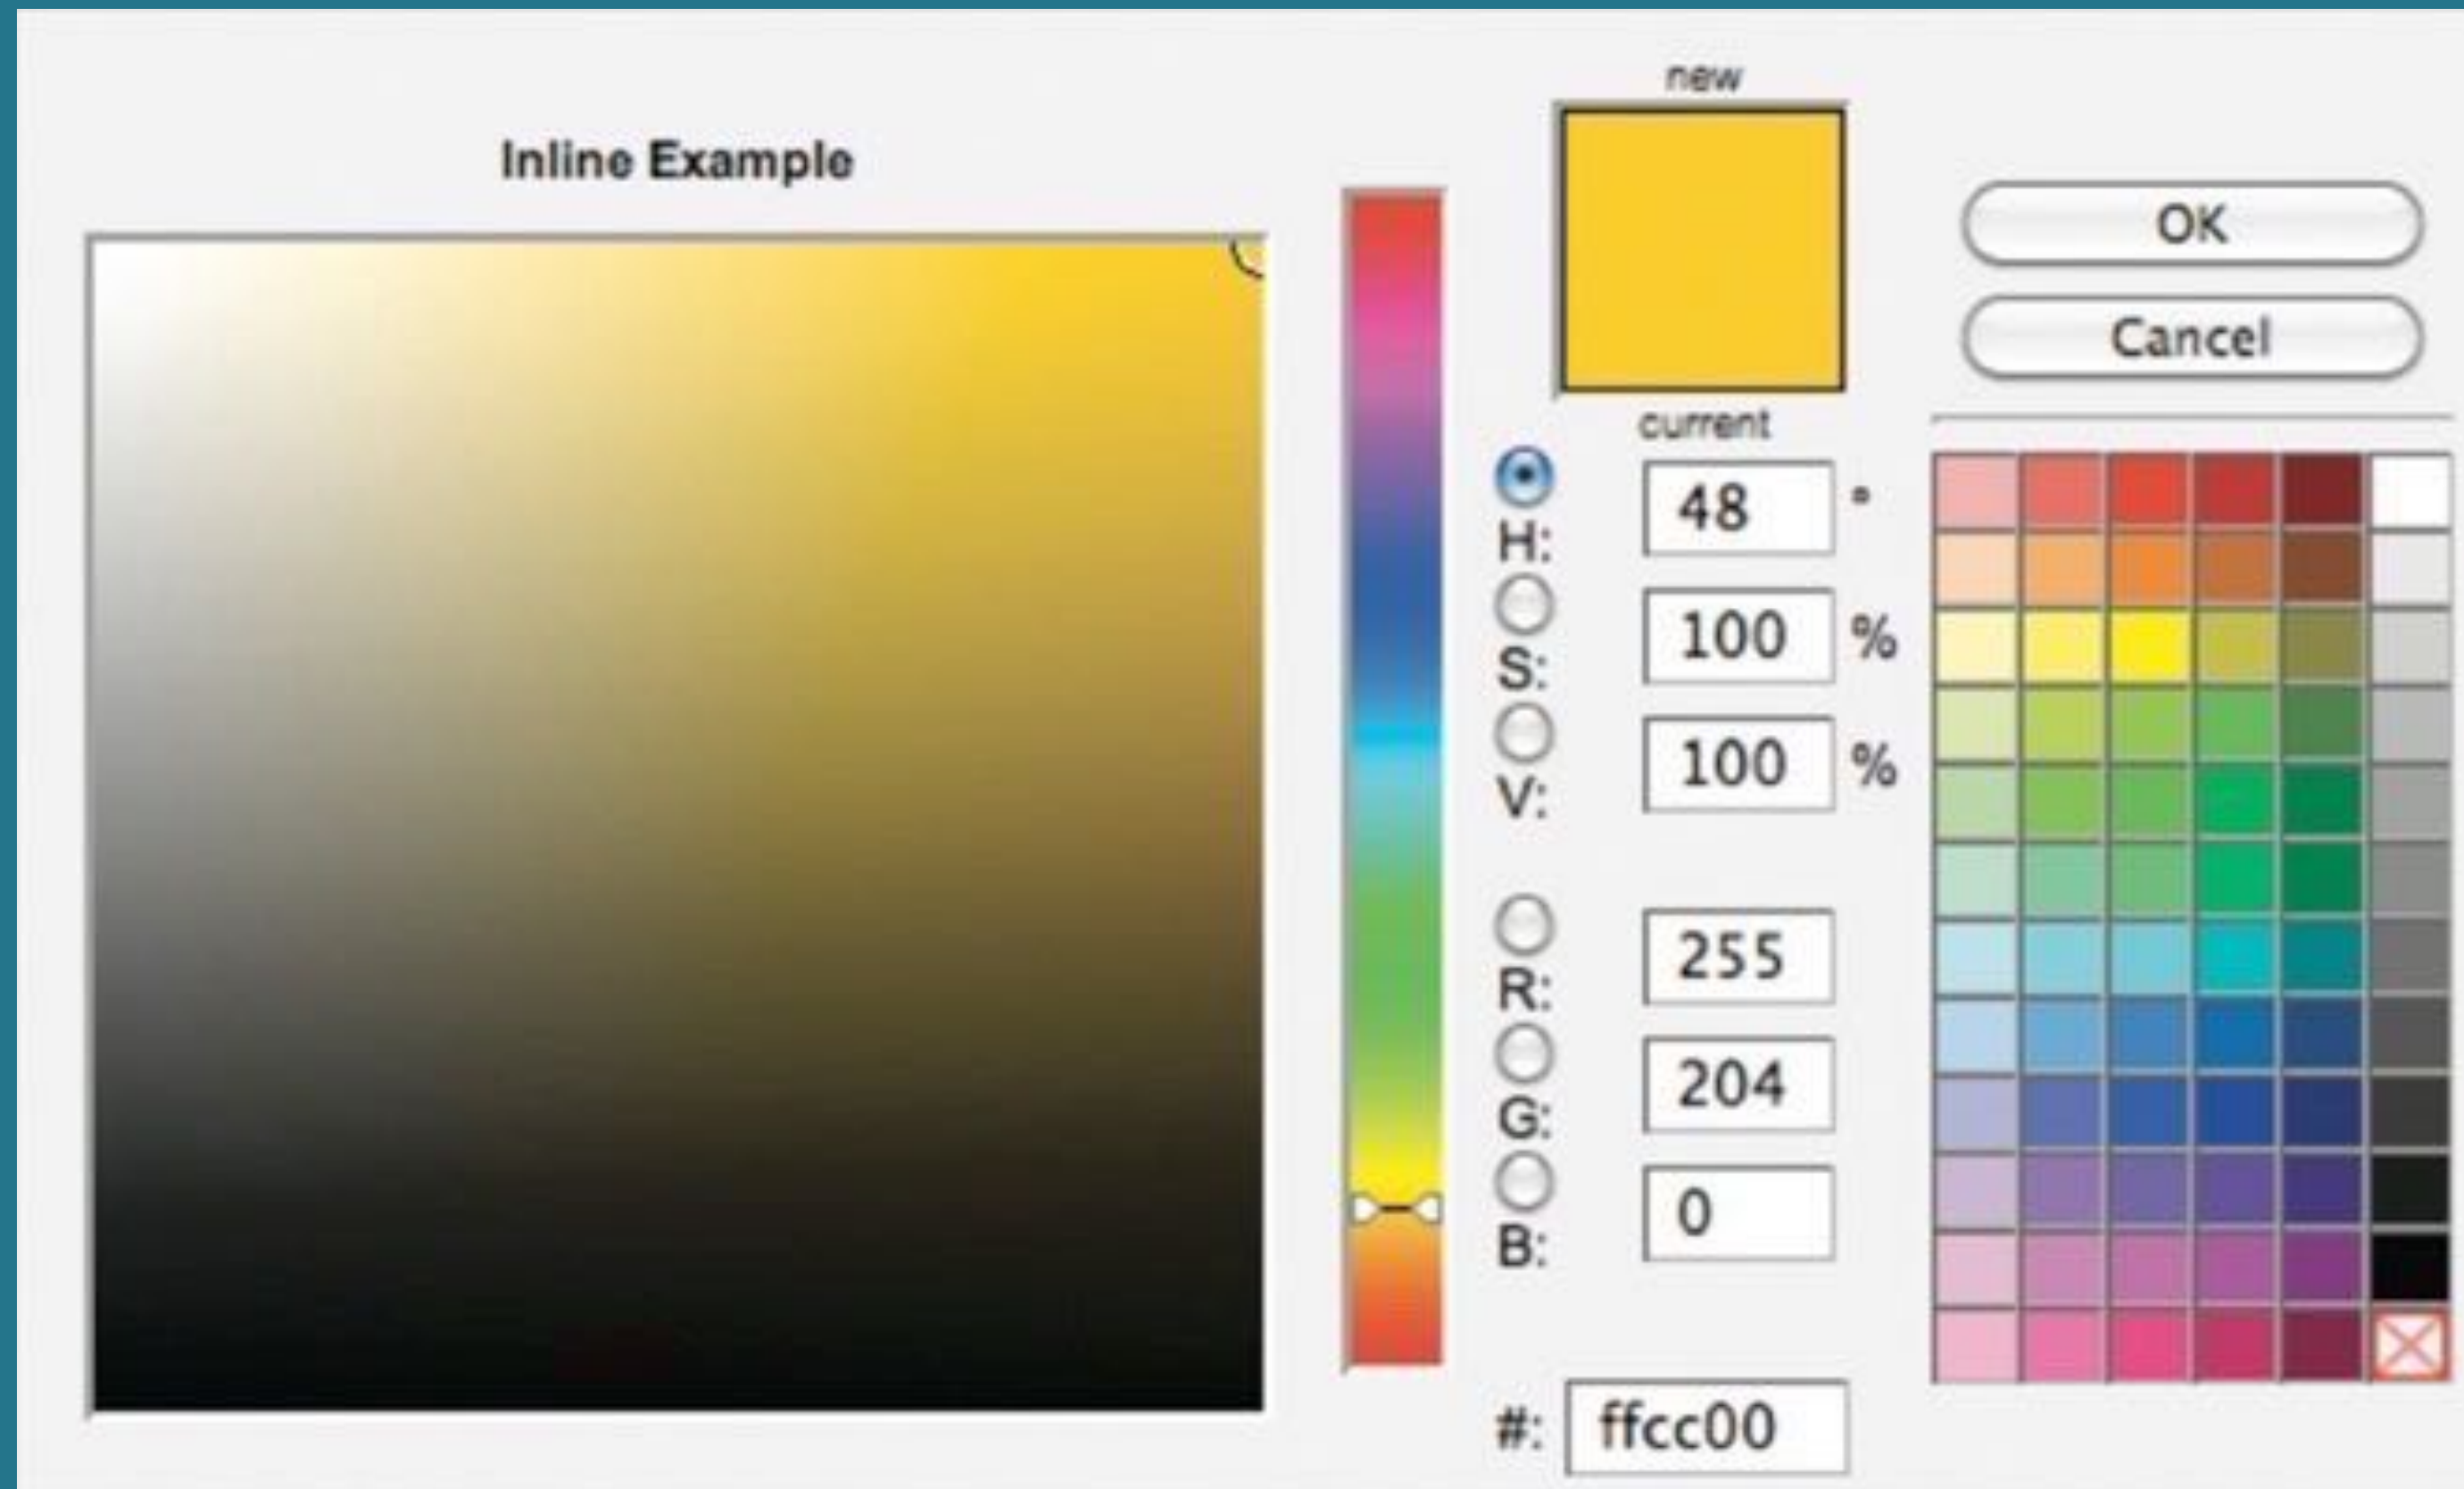 Inline Example
new
current
OK
Cancel
H: 48 °
S: 100 %
V: 100 %
R: 255
G: 204
B: 0
#: ffcc00